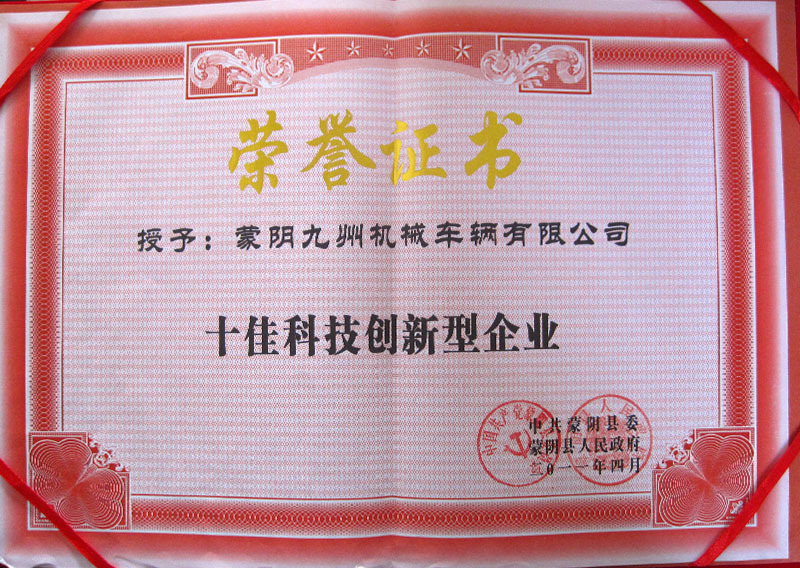 荣誉证书
授予：蒙阴九州机械车辆有限公司
十佳科技创新型企业
中共蒙阴县委
蒙阴县人民政府
二0一一年四月